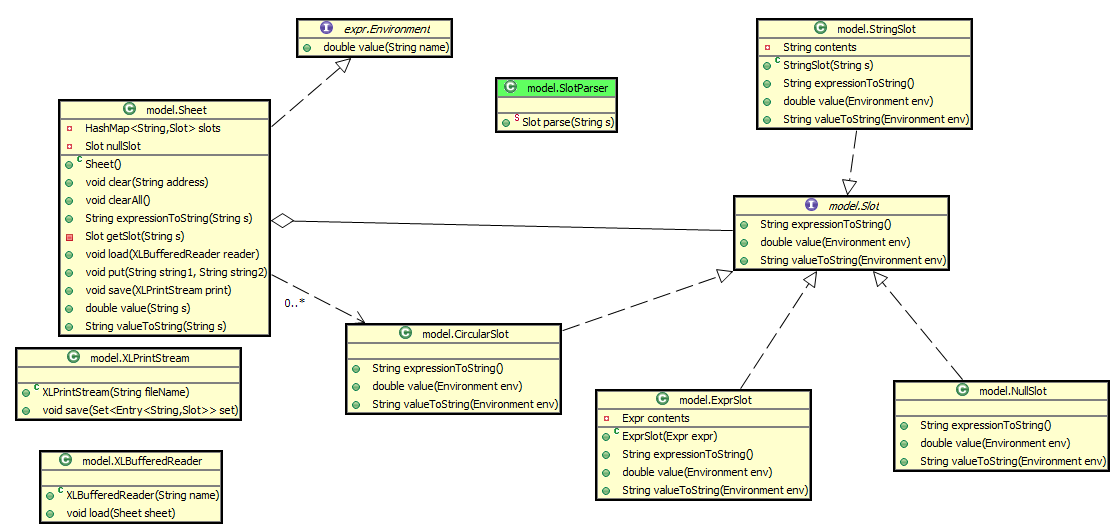 I expr.Environment
double value(String name)
C model.StringSlot
String contents
C StringSlot(String s)
String expressionToString()
double value(Environment env)
String valueToString(Environment env)
C model.SlotParser
S Slot parse(String s)
C model.Sheet
HashMap<String,Slot> slots
Slot nullSlot
C Sheet()
void clear(String address)
void clearAll()
String expressionToString(String s)
Slot getSlot(String s)
void load(XLBufferedReader reader)
void put(String string1, String string2)
void save(XLPrintStream print)
double value(String s)
String valueToString(String s)
I model.Slot
String expressionToString()
double value(Environment env)
String valueToString(Environment env)
0..*
C model.CircularSlot
String expressionToString()
double value(Environment env)
String valueToString(Environment env)
C model.XLPrintStream
C XLPrintStream(String fileName)
void save(Set<Entry<String,Slot>> set)
C model.ExprSlot
Expr contents
C ExprSlot(Expr expr)
String expressionToString()
double value(Environment env)
String valueToString(Environment env)
C model.NullSlot
String expressionToString()
double value(Environment env)
String valueToString(Environment env)
C model.XLBufferedReader
C XLBufferedReader(String name)
void load(Sheet sheet)